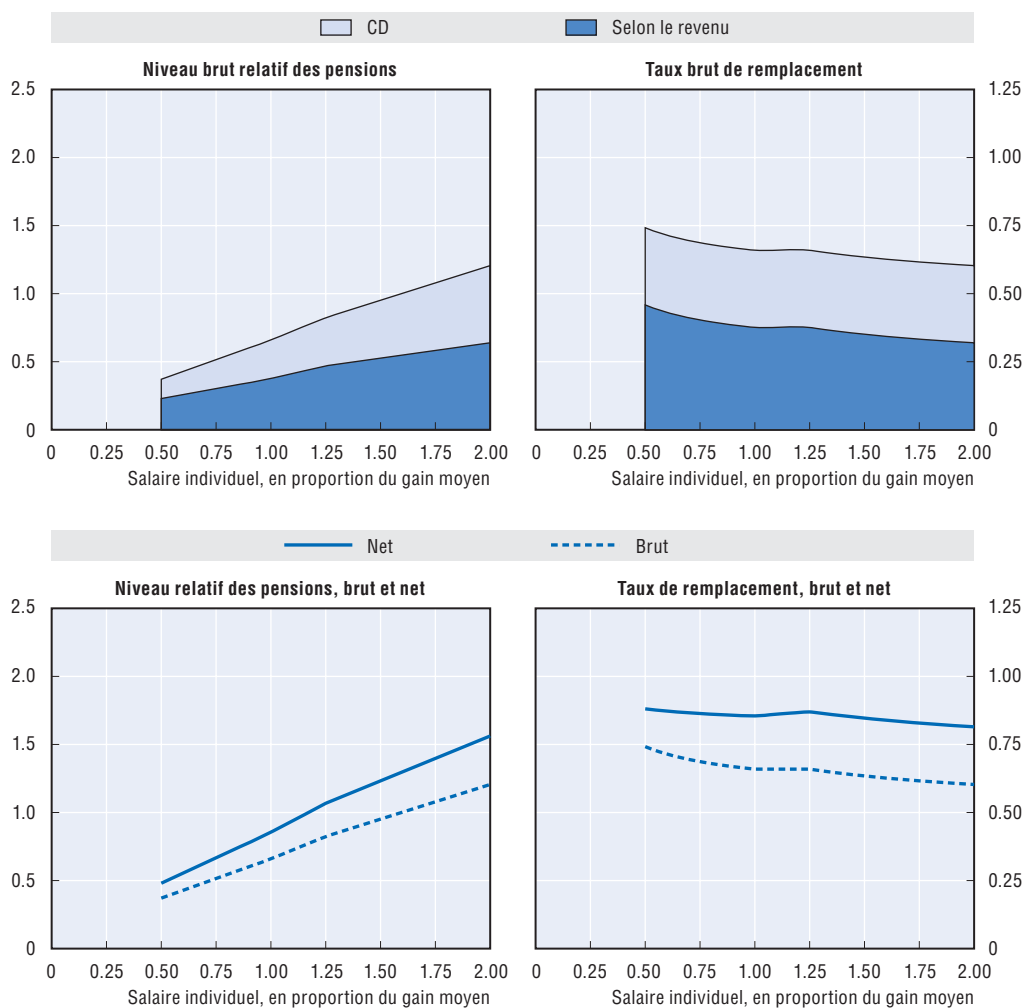 CD Selon le revenu
Niveau brut relatif des pensions
2.5
2.0
1.5
1.0
0.5
0
0 0.25 0.50 0.75 1.00 1.25 1.50 1.75 2.00
Salaire individuel, en proportion du gain moyen
Taux brut de remplacement
1.25
1.00
0.75
0.50
0.25
0
0 0.25 0.50 0.75 1.00 1.25 1.50 1.75 2.00
Salaire individuel, en proportion du gain moyen
Net Brut
Niveau relatif des pensions, brut et net
2.5
2.0
1.5
1.0
0.5
0
0 0.25 0.50 0.75 1.00 1.25 1.50 1.75 2.00
Salaire individuel, en proportion du gain moyen
Taux de remplacement, brut et net
1.25
1.00
0.75
0.50
0.25
0
0 0.25 0.50 0.75 1.00 1.25 1.50 1.75 2.00
Salaire individuel, en proportion du gain moyen